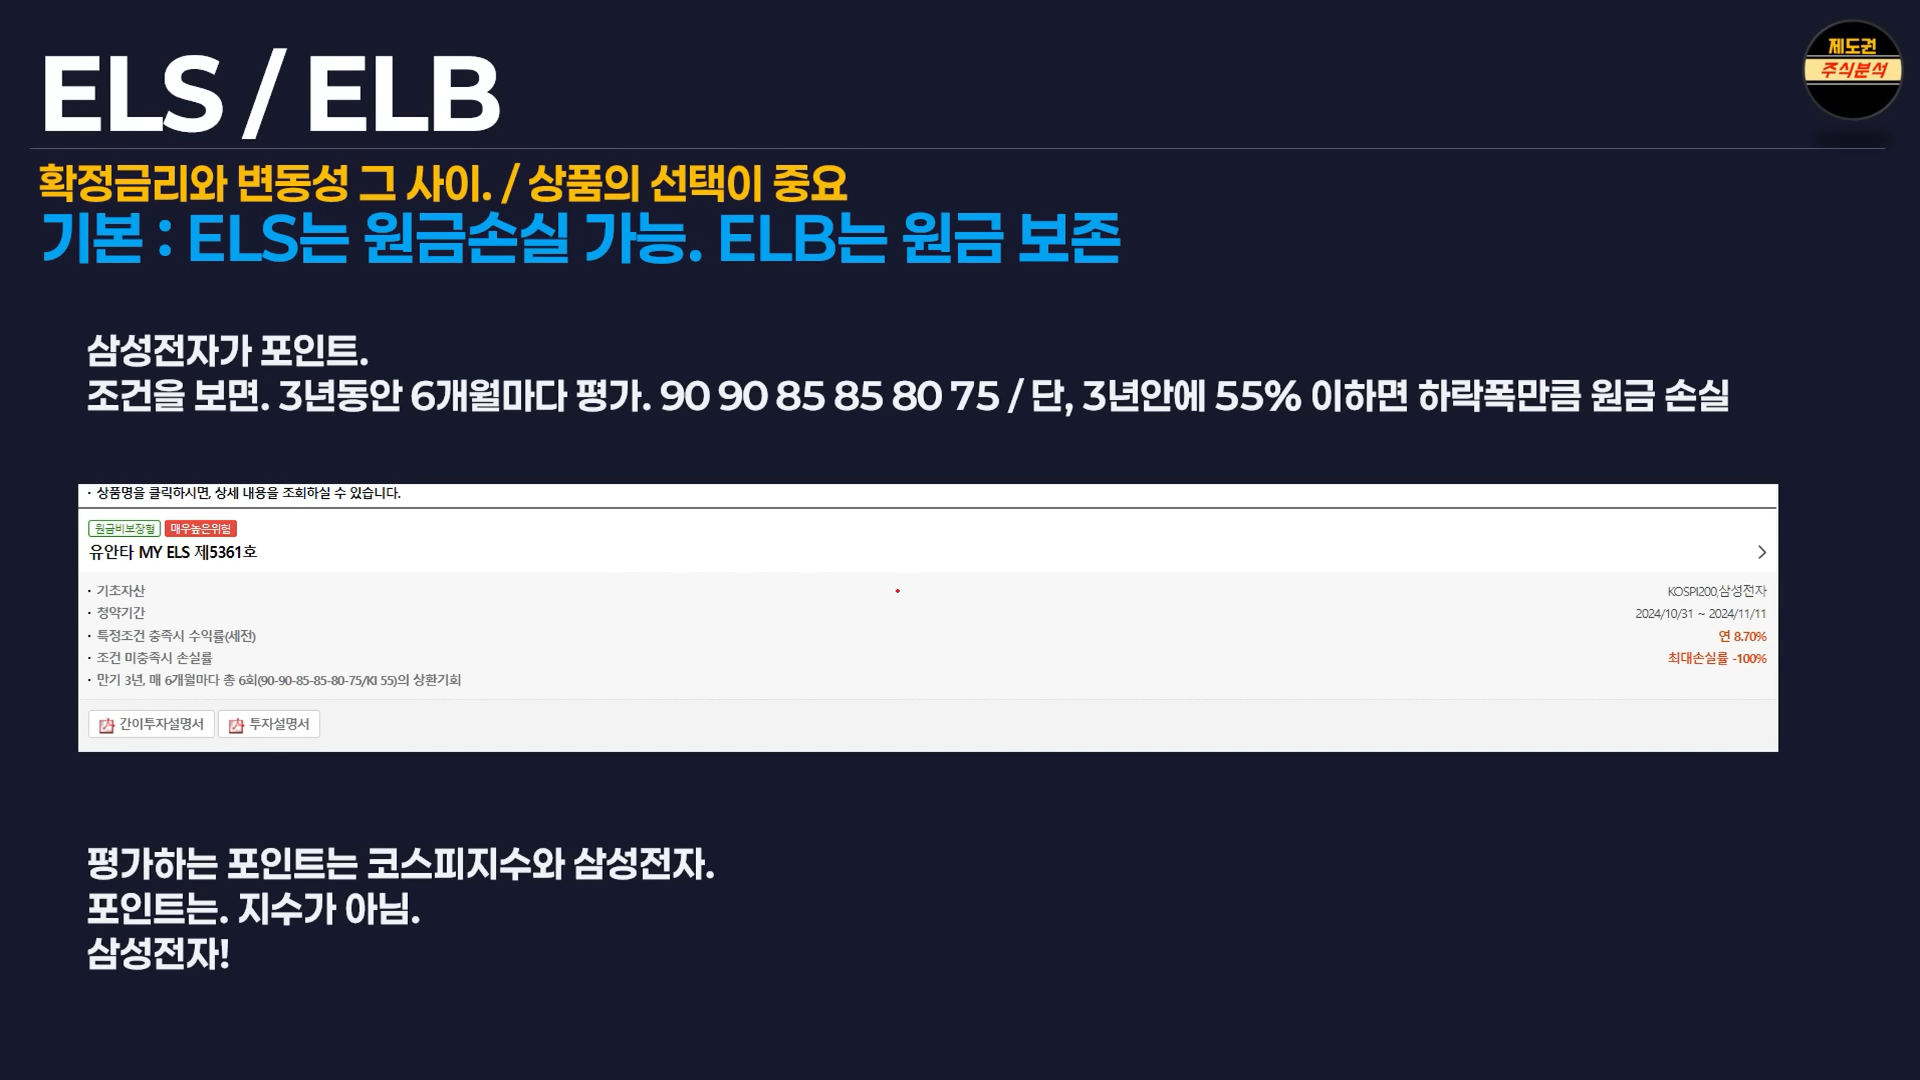 ELS / ELB
제도권
주식분석
확정금리와 변동성 그 사이. / 상품의 선택이 중요
기본 : ELS는 원금손실 가능. ELB는 원금 보존
삼성전자가 포인트.
조건을 보면. 3년동안 6개월마다 평가. 90 90 85 85 80 75 / 단, 3년안에 55% 이하면 하락폭만큼 원금 손실
· 상품명을 클릭하시면, 상세 내용을 조회하실 수 있습니다.
원금비보장형 매우높은위험
유안타 MY ELS 제5361호
· 기초자산 KOSPI200,삼성전자
· 청약기간 2024/10/31 ~ 2024/11/11
· 특정조건 충족시 수익률(세전) 연 8.70%
· 조건 미충족시 손실률 최대손실률 -100%
· 만기 3년, 매 6개월마다 총 6회(90-90-85-85-80-75/KI 55)의 상환기회
간이투자설명서 투자설명서
평가하는 포인트는 코스피지수와 삼성전자.
포인트는. 지수가 아님.
삼성전자!